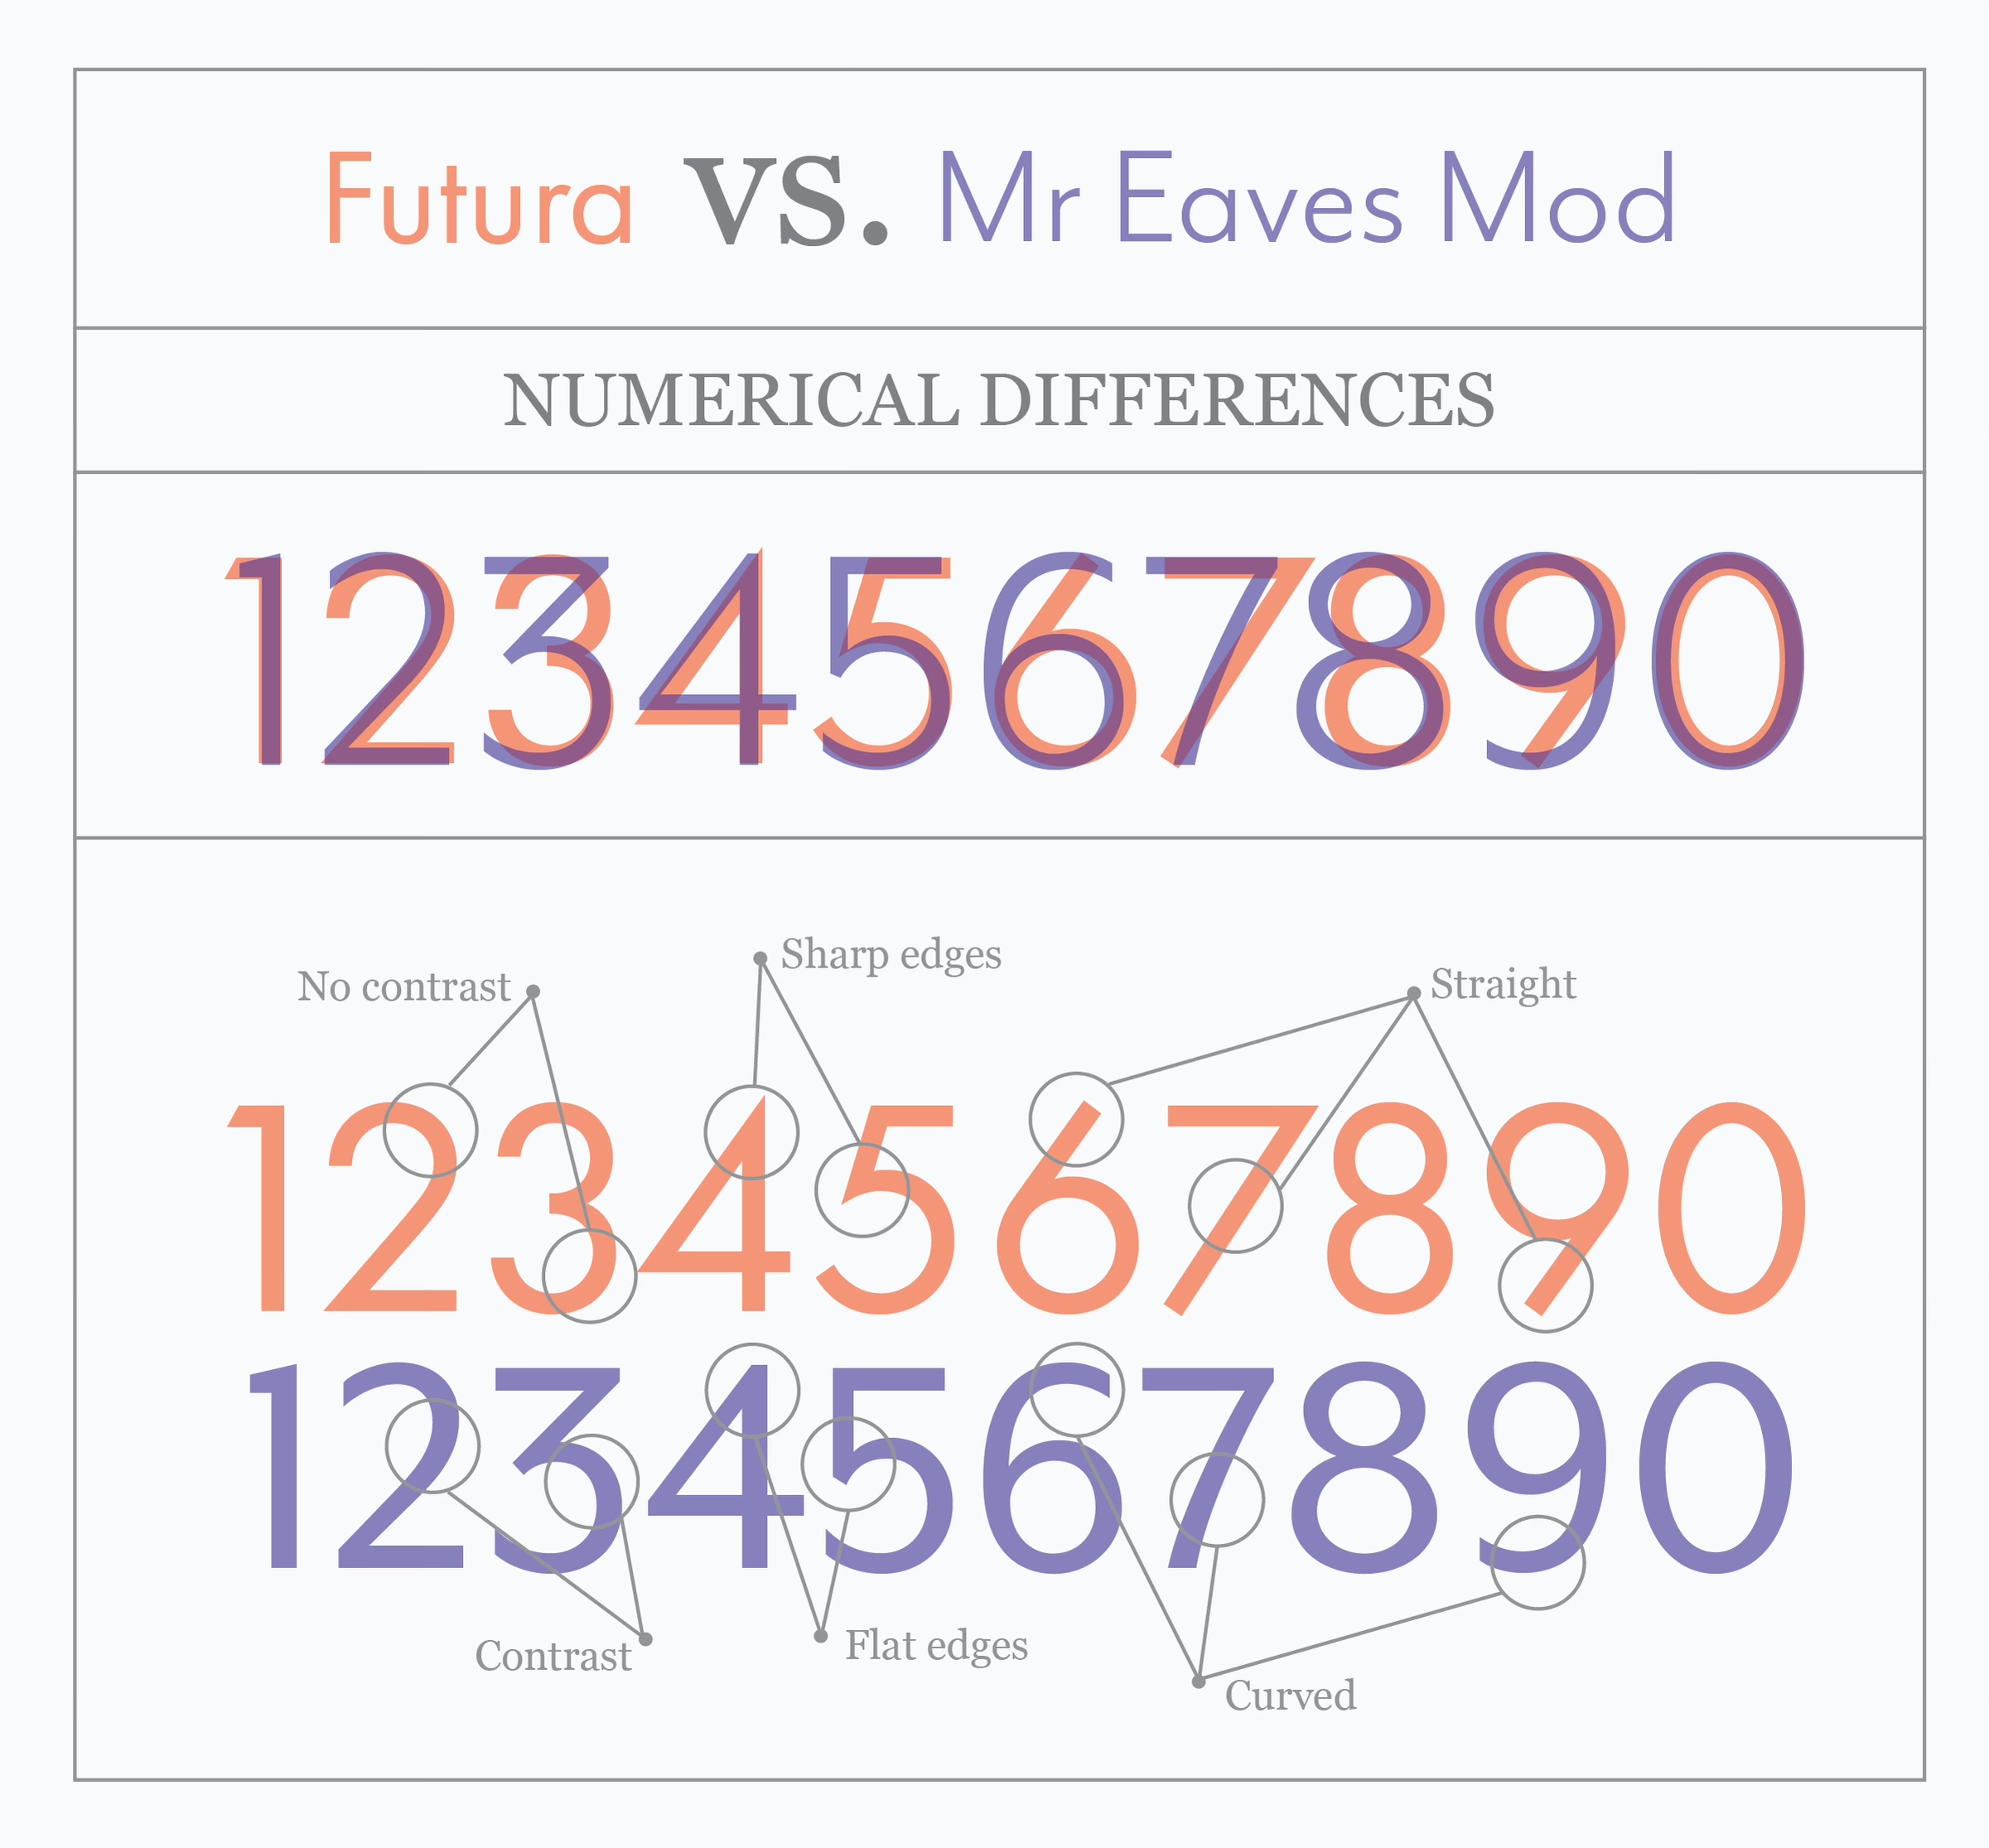 Futura VS. Mr Eaves Mod
NUMERICAL DIFFERENCES
1234567890
Sharp edges
No contrast
Straight
1234567890
1234567890
Contrast
Flat edges
Curved